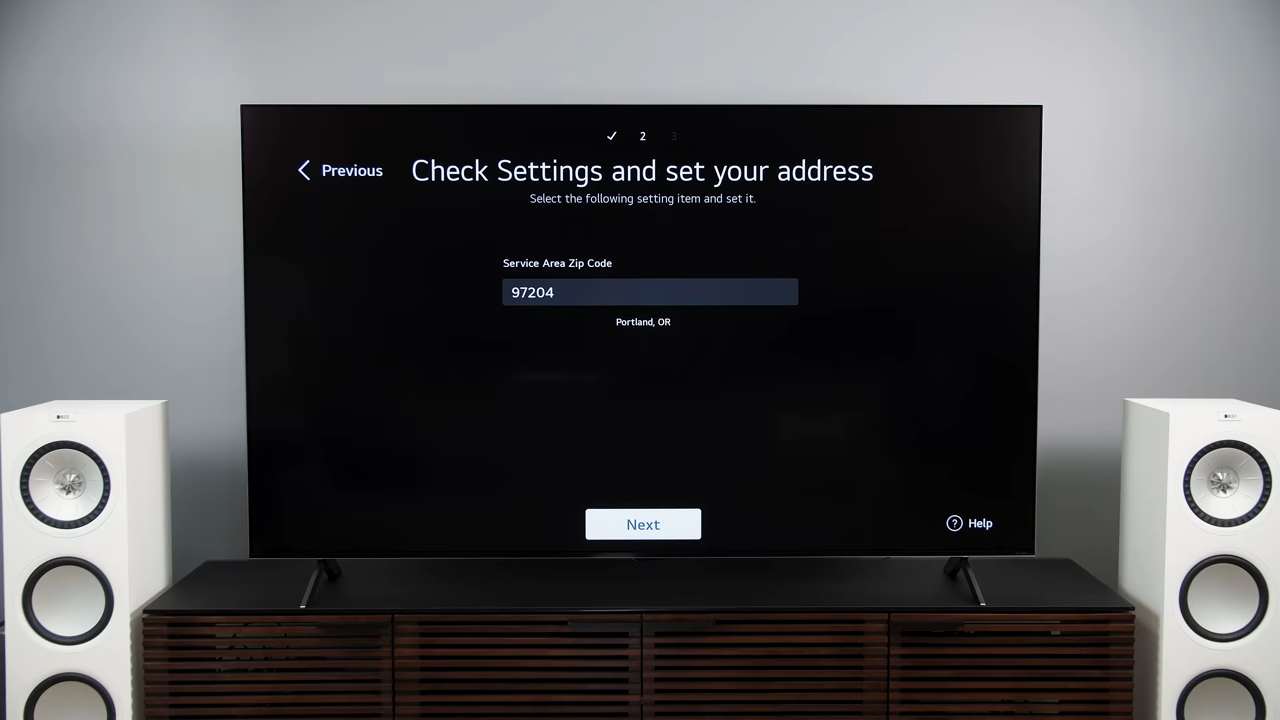 ✓ 2 3
Previous
Check Settings and set your address
Select the following setting item and set it.
Service Area Zip Code
97204
Portland, OR
Next
? Help